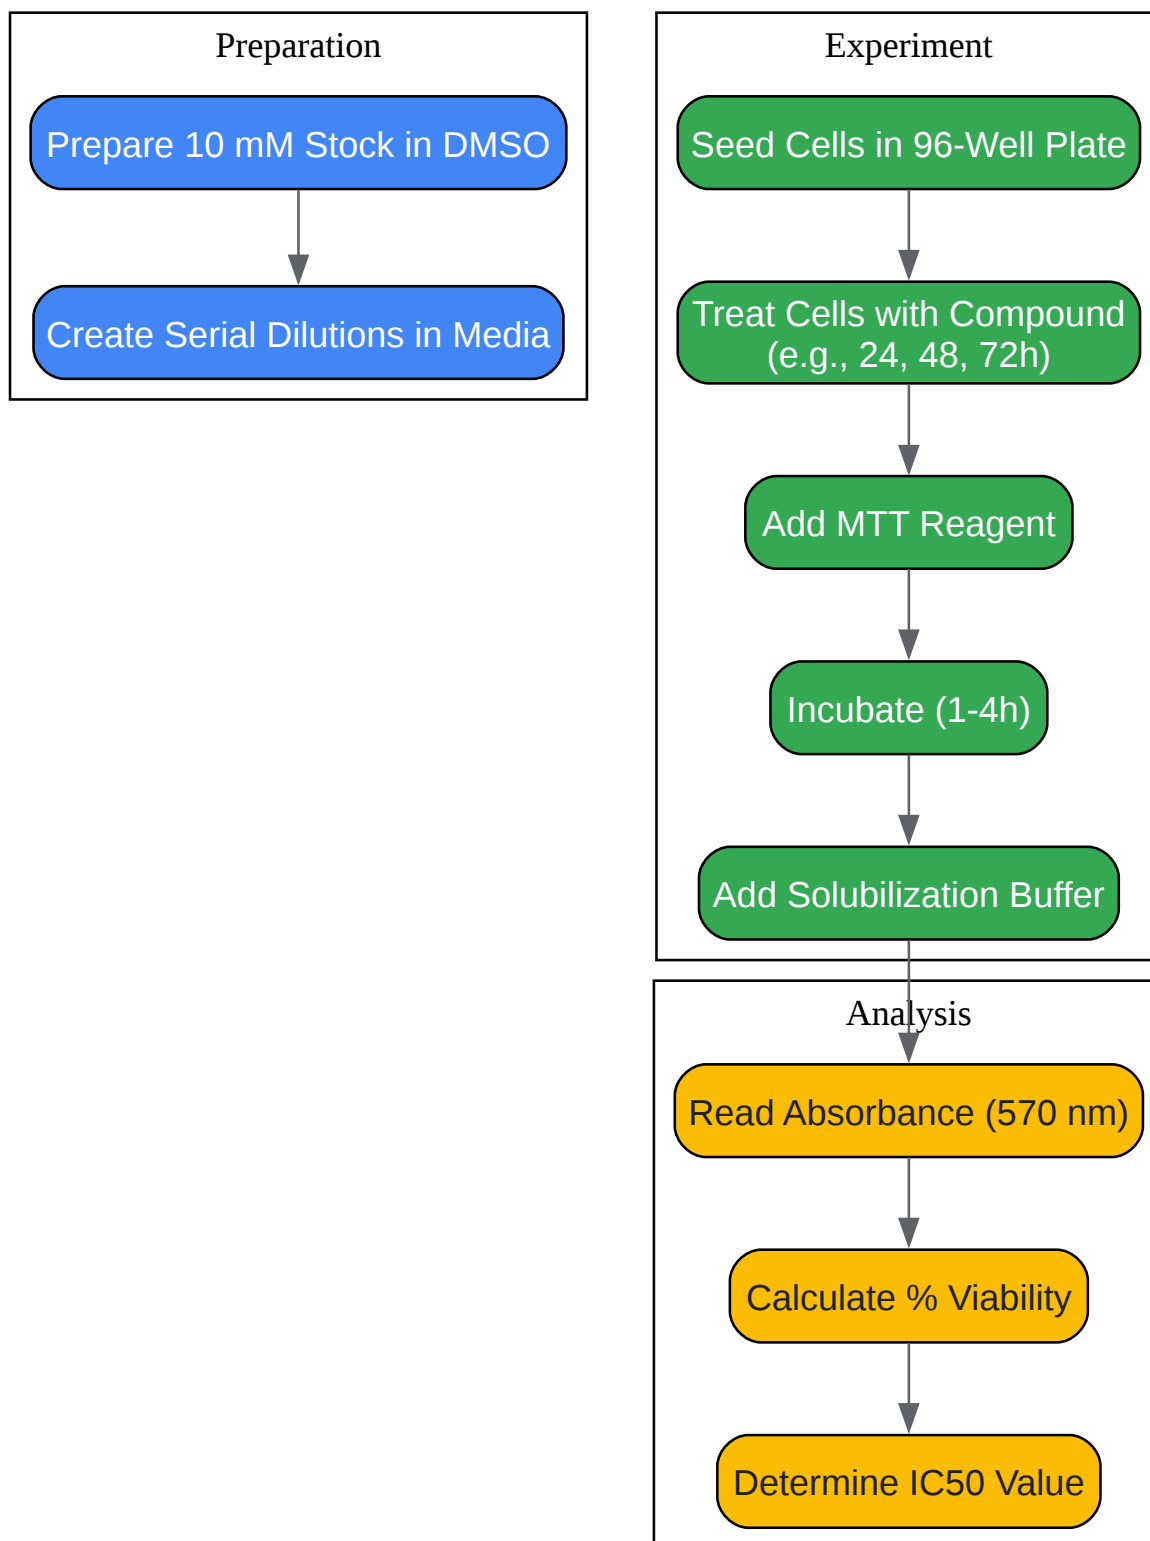 Preparation
Prepare 10 mM Stock in DMSO
Create Serial Dilutions in Media
Experiment
Seed Cells in 96-Well Plate
Treat Cells with Compound
(e.g., 24, 48, 72h)
Add MTT Reagent
Incubate (1-4h)
Add Solubilization Buffer
Analysis
Read Absorbance (570 nm)
Calculate % Viability
Determine IC50 Value